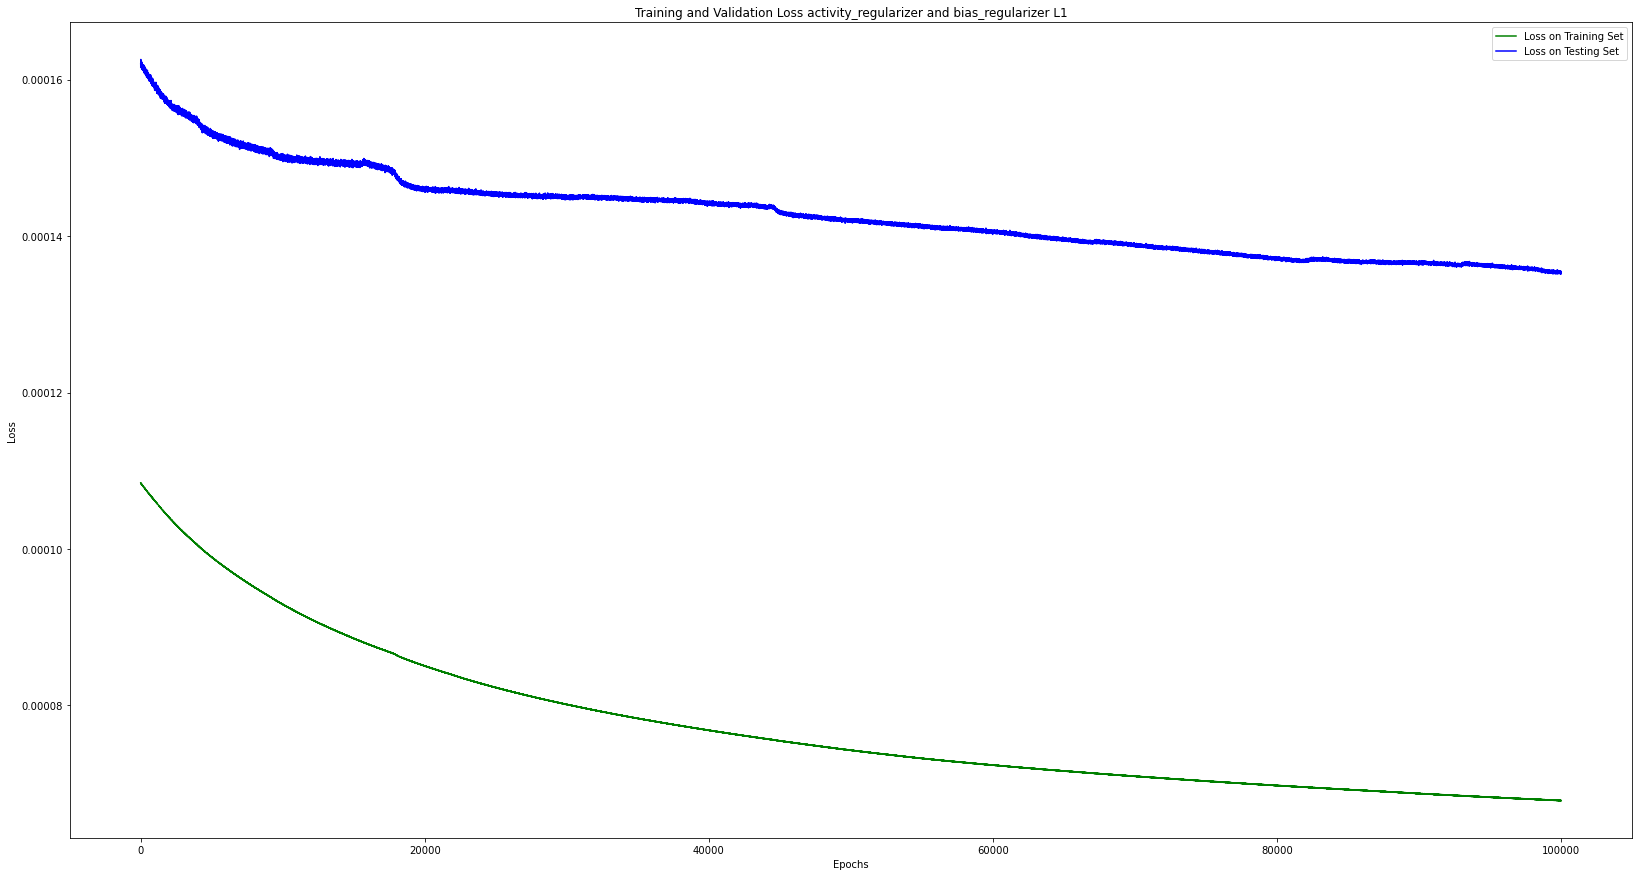 Training and Validation Loss activity_regularizer and bias_regularizer L1
Loss on Training Set
Loss on Testing Set
0.00016
0.00014
0.00012
0.00010
0.00008
Loss
0
20000
40000
60000
80000
100000
Epochs